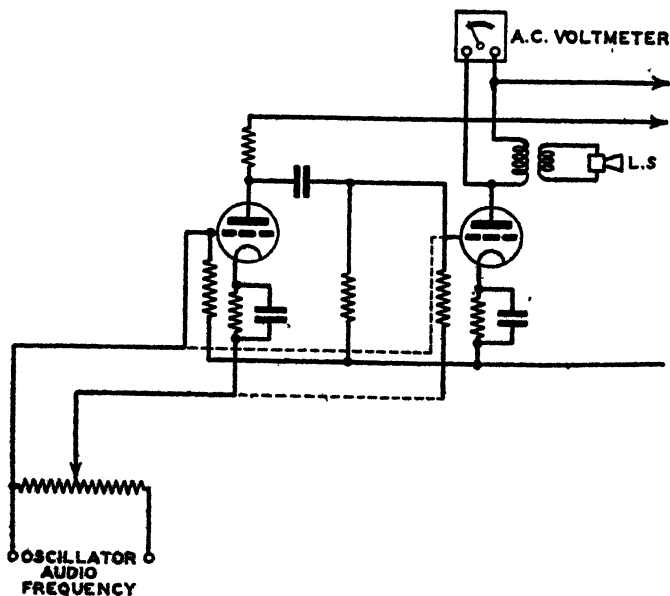 A.C. VOLTMETER
L.S
OSCILLATOR
AUDIO
FREQUENCY